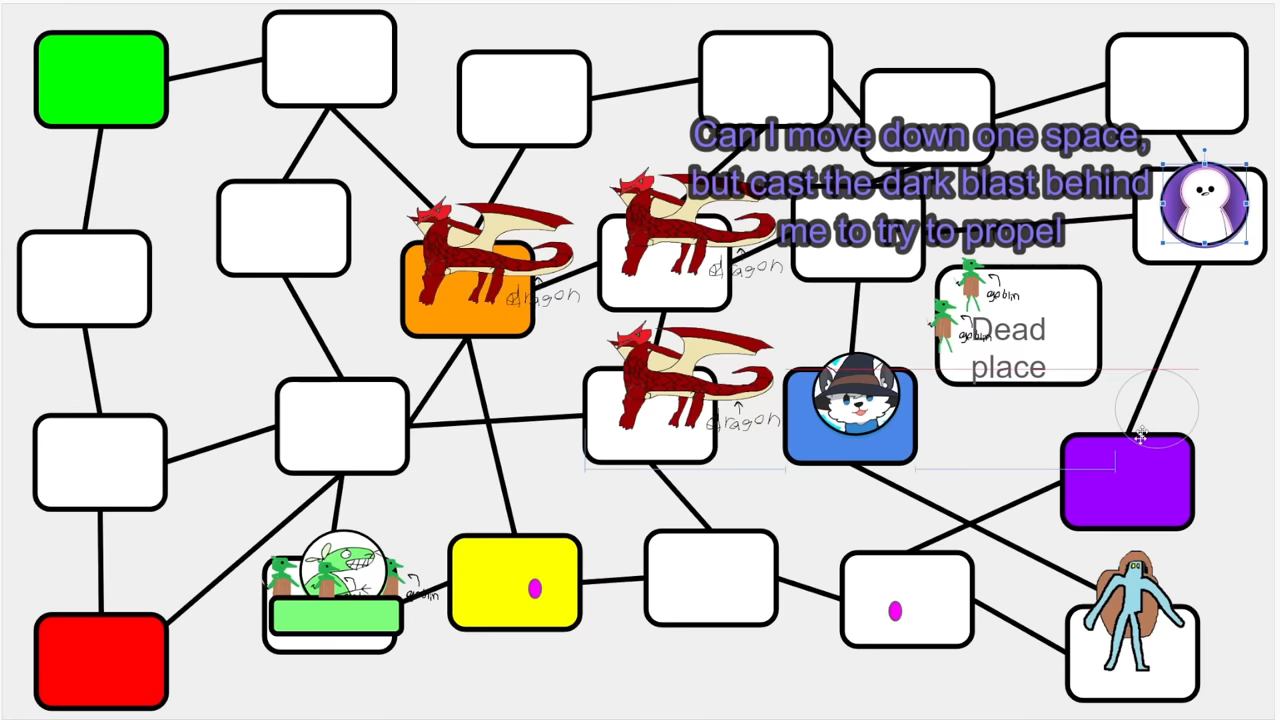 Can I move down one space,
but cast the dark blast behind
me to try to propel
dragon
dragon
goblin
goblin
Dead
place
dragon
goblin